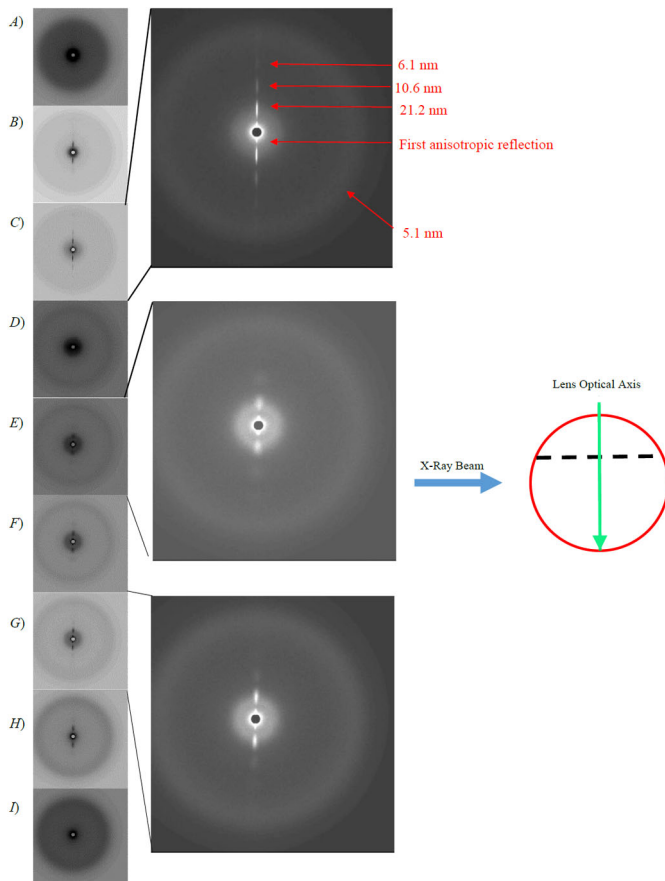 A)
B)
C)
D)
E)
F)
G)
H)
I)
6.1 nm
10.6 nm
21.2 nm
First anisotropic reflection
5.1 nm
Lens Optical Axis
X-Ray Beam